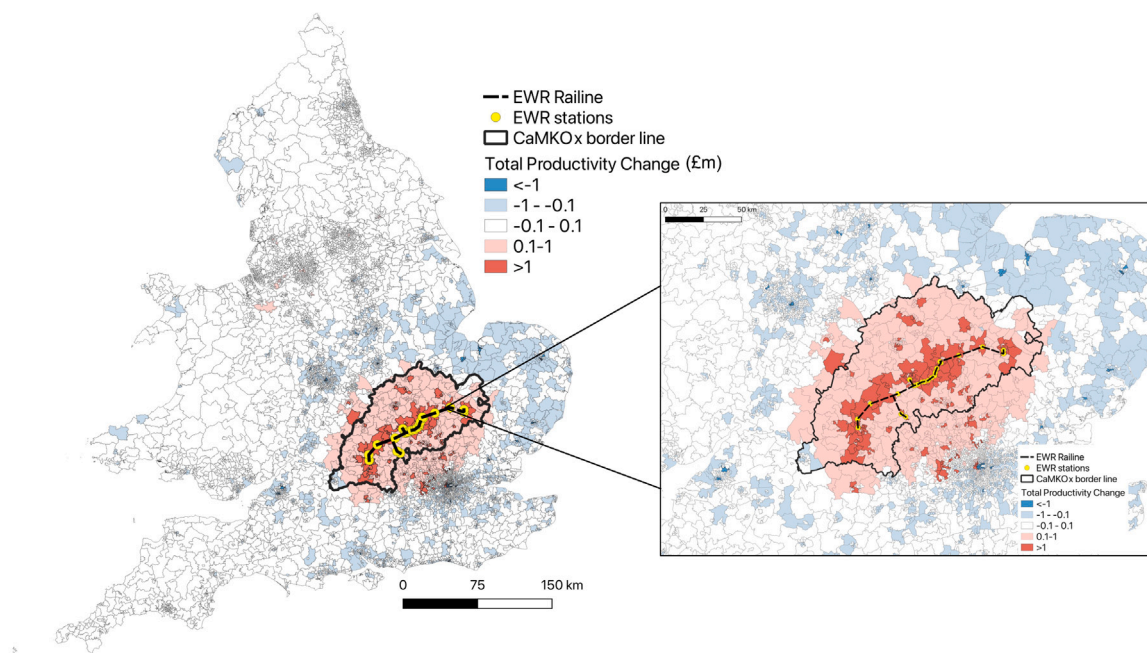 EWR Railine
EWR stations
CaMKOx border line
Total Productivity Change (£m)
<-1
-1 - -0.1
-0.1 - 0.1
0.1-1
>1
0 75 150 km
0 25 50 km
EWR Railine
EWR stations
CaMKOx border line
Total Productivity Change
<-1
-1 - -0.1
-0.1 - 0.1
0.1-1
>1